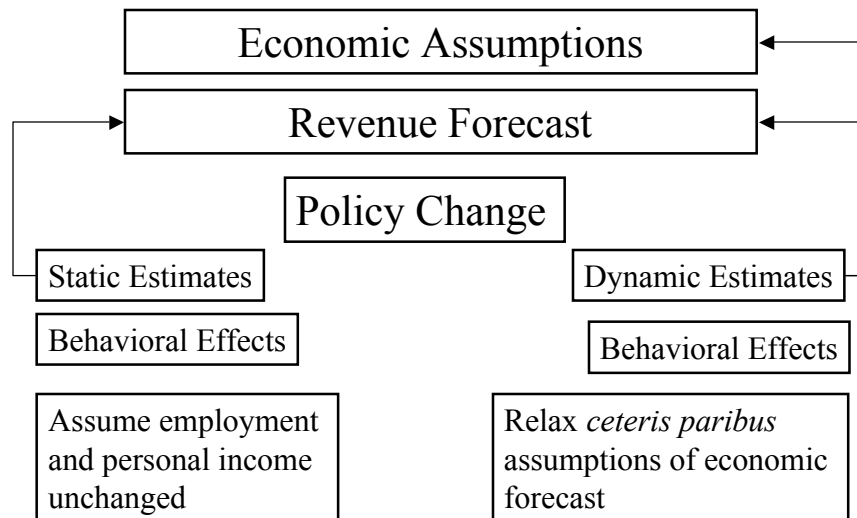 Economic Assumptions
Revenue Forecast
Policy Change
Static Estimates
Dynamic Estimates
Behavioral Effects
Behavioral Effects
Assume employment
and personal income
unchanged
Relax ceteris paribus
assumptions of economic
forecast